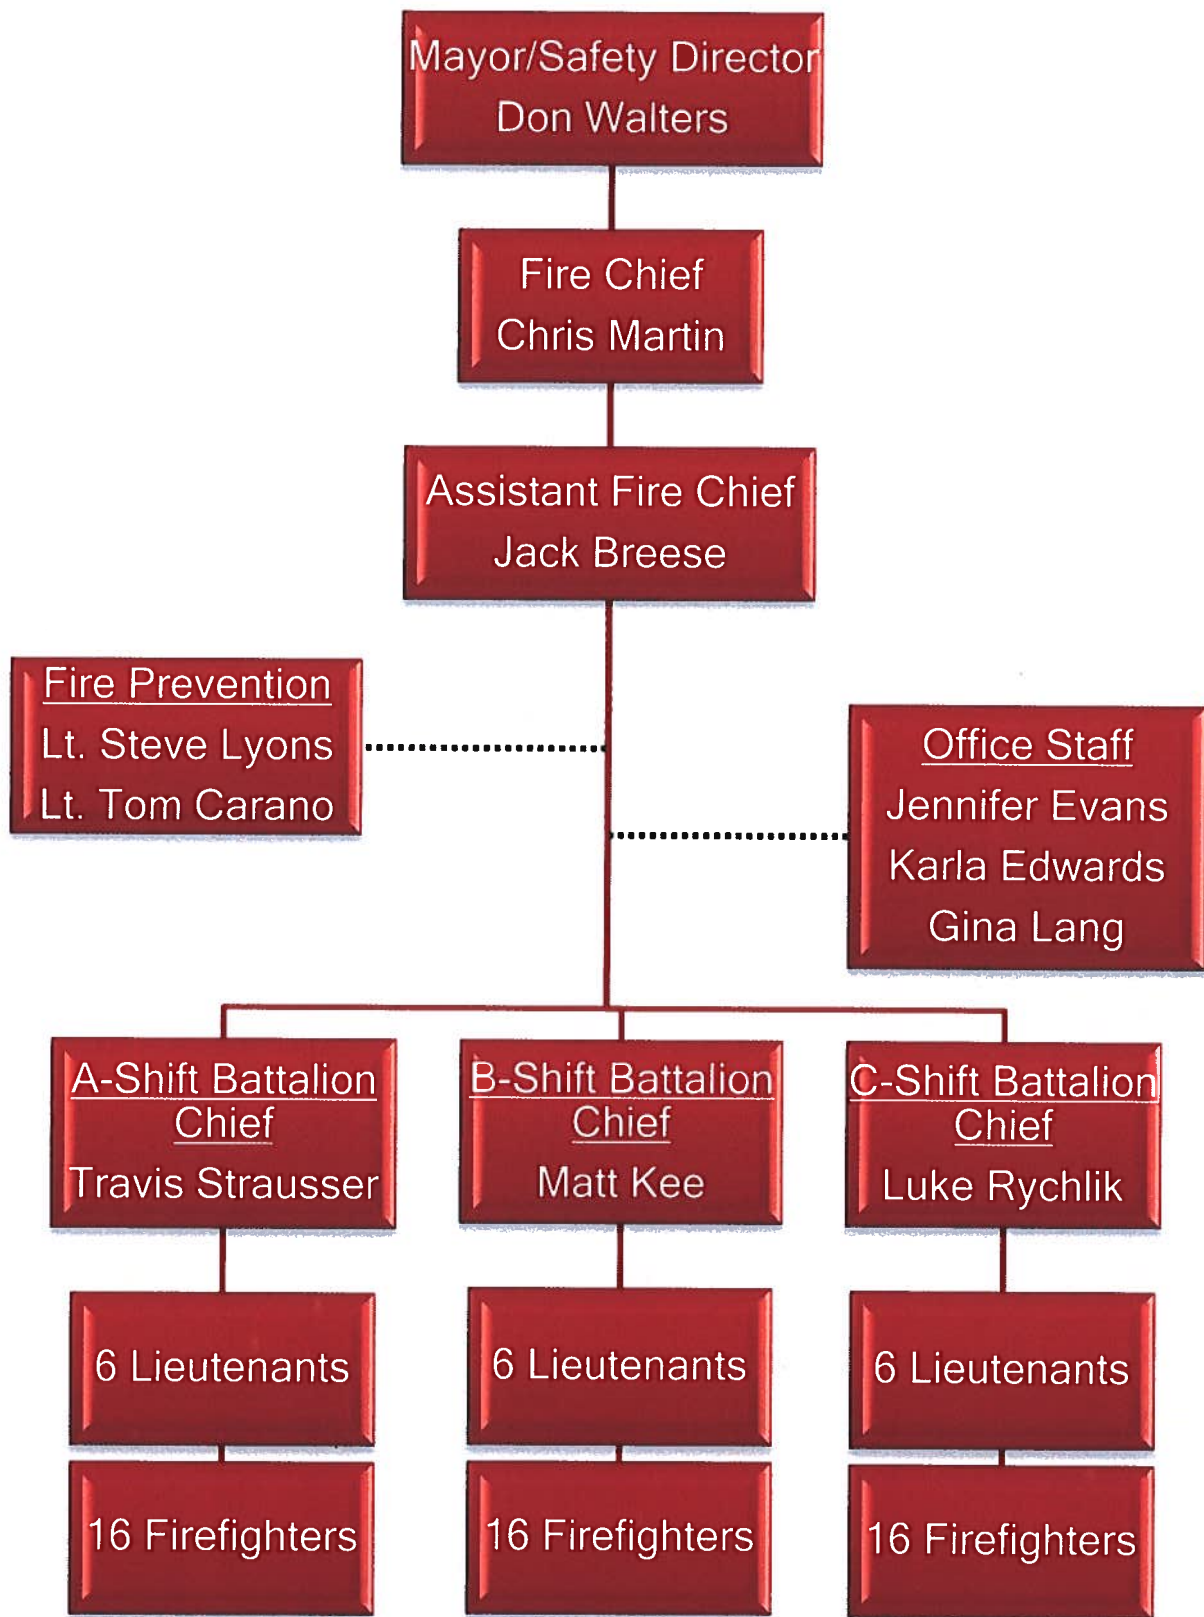 Mayor/Safety Director
Don Walters
Fire Chief
Chris Martin
Assistant Fire Chief
Jack Breese
Fire Prevention
Lt. Steve Lyons
Lt. Tom Carano
Office Staff
Jennifer Evans
Karla Edwards
Gina Lang
A-Shift Battalion
Chief
Travis Strausser
B-Shift Battalion
Chief
Matt Kee
C-Shift Battalion
Chief
Luke Rychlik
6 Lieutenants
6 Lieutenants
6 Lieutenants
16 Firefighters
16 Firefighters
16 Firefighters